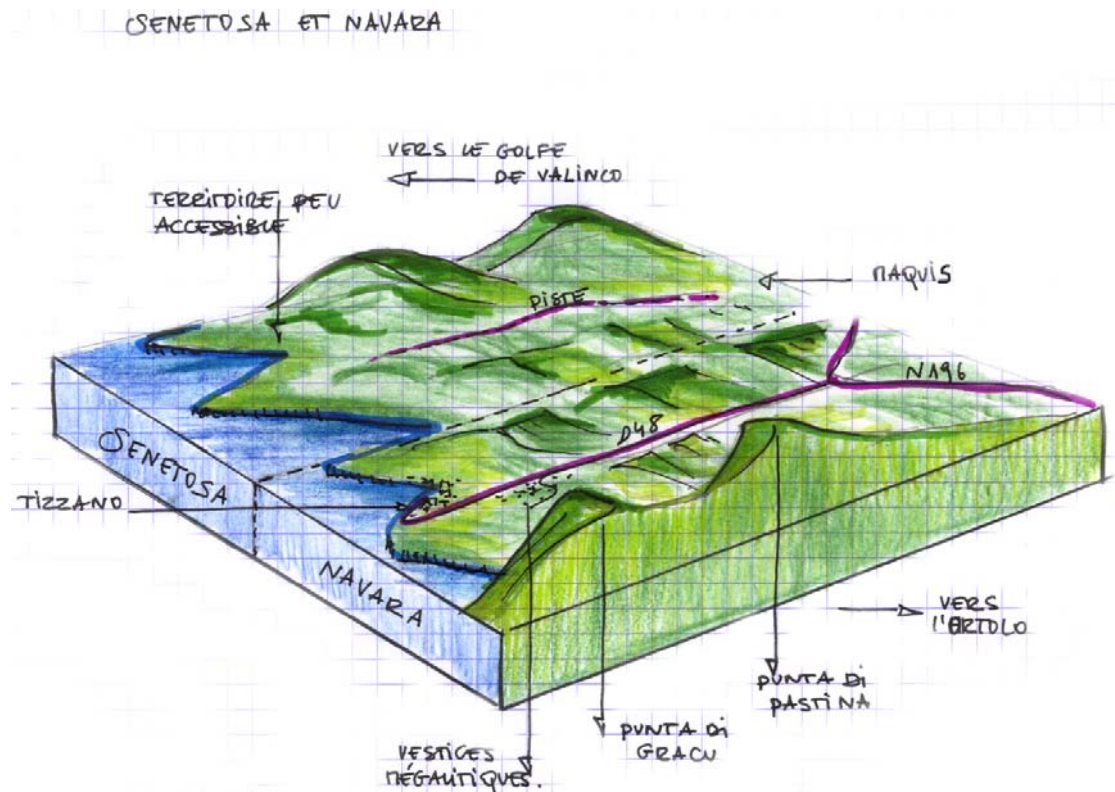 SENETOSA ET NAVARA
VERS LE GOLFE
DE VALINCO
TERRITOIRE PEU
ACCESSIBLE
MAQUIS
PISTE
N196
D48
SENETOSA
TIZZANO
NAVARA
VERS
l'ORTOLO
PUNTA DI
PASTINA
PUNTA DI
GRACU
VESTIGES
MÉGALITIQUES.